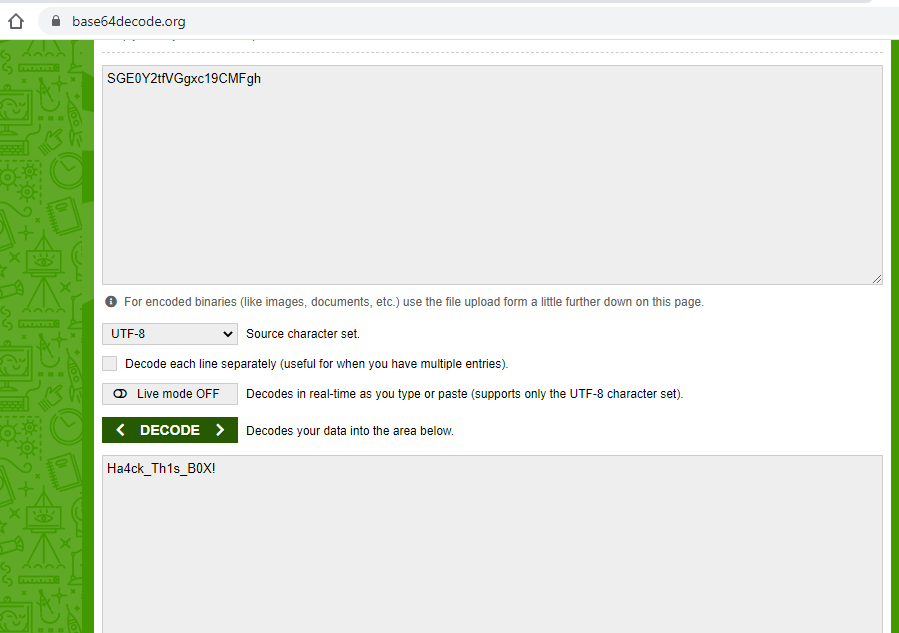 base64decode.org
SGE0Y2tfVGgxc19CMFgh
For encoded binaries (like images, documents, etc.) use the file upload form a little further down on this page.
UTF-8 Source character set.
Decode each line separately (useful for when you have multiple entries).
Live mode OFF Decodes in real-time as you type or paste (supports only the UTF-8 character set).
DECODE Decodes your data into the area below.
Ha4ck_Th1s_B0X!